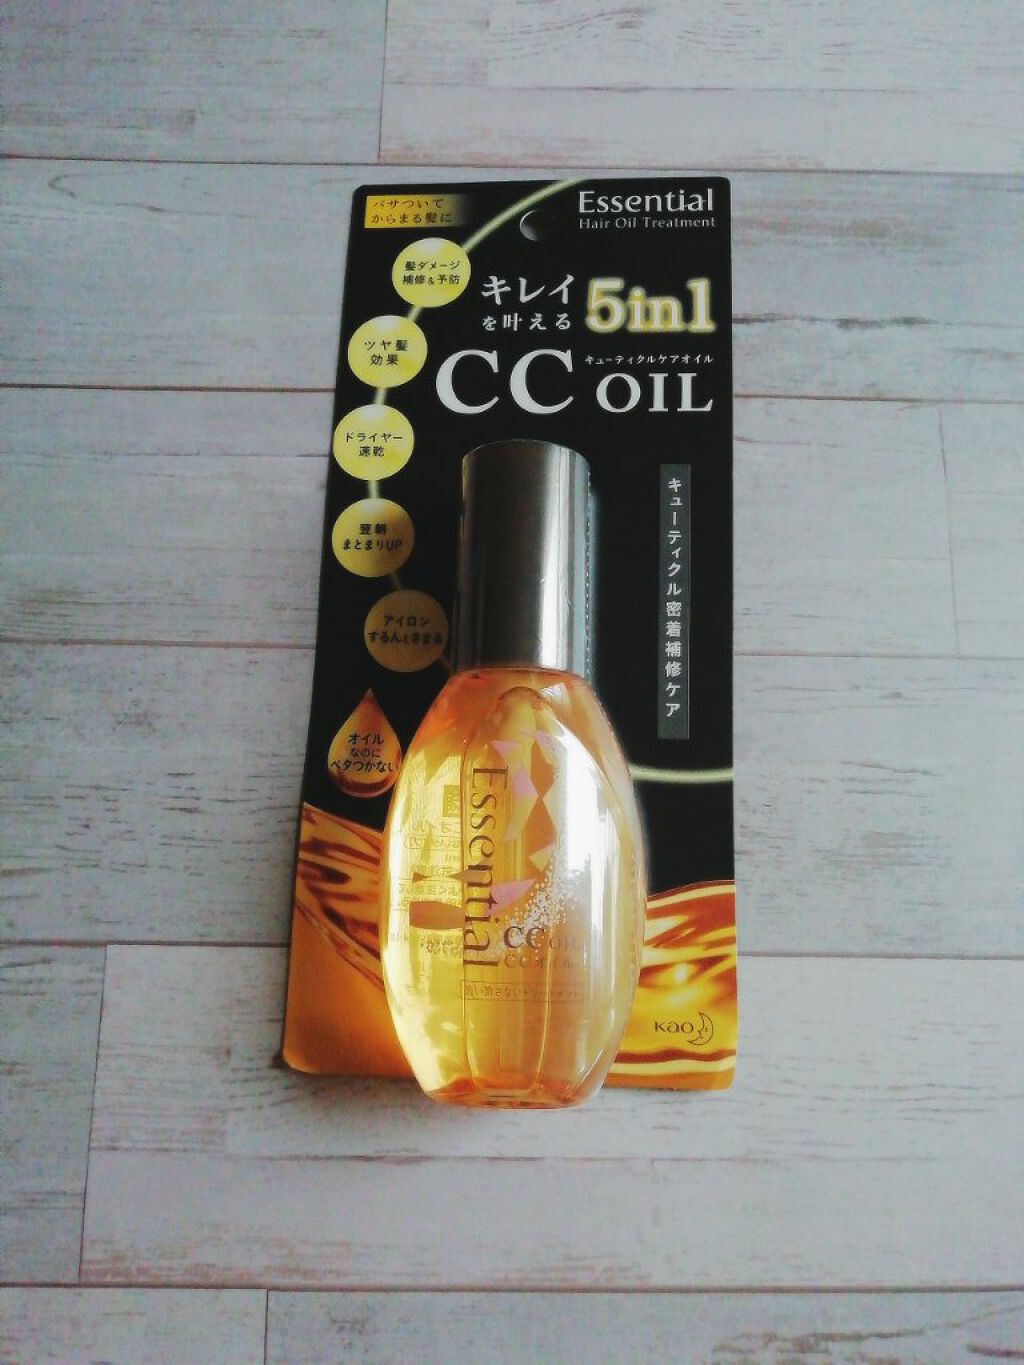 パサついて
からまる髪に
Essential
Hair Oil Treatment
髪ダメージ
補修&予防
キレイ
を叶える
5in1
ツヤ髪
効果
キューティクルケアオイル
CC OIL
ドライヤー
速乾
翌朝
まとまりUP
アイロン
するんときまる
キューティクル密着補修ケア
オイル
なのに
ベタつかない
Essential
CC OIL
CCオイル
洗い流さないトリートメント
Kao